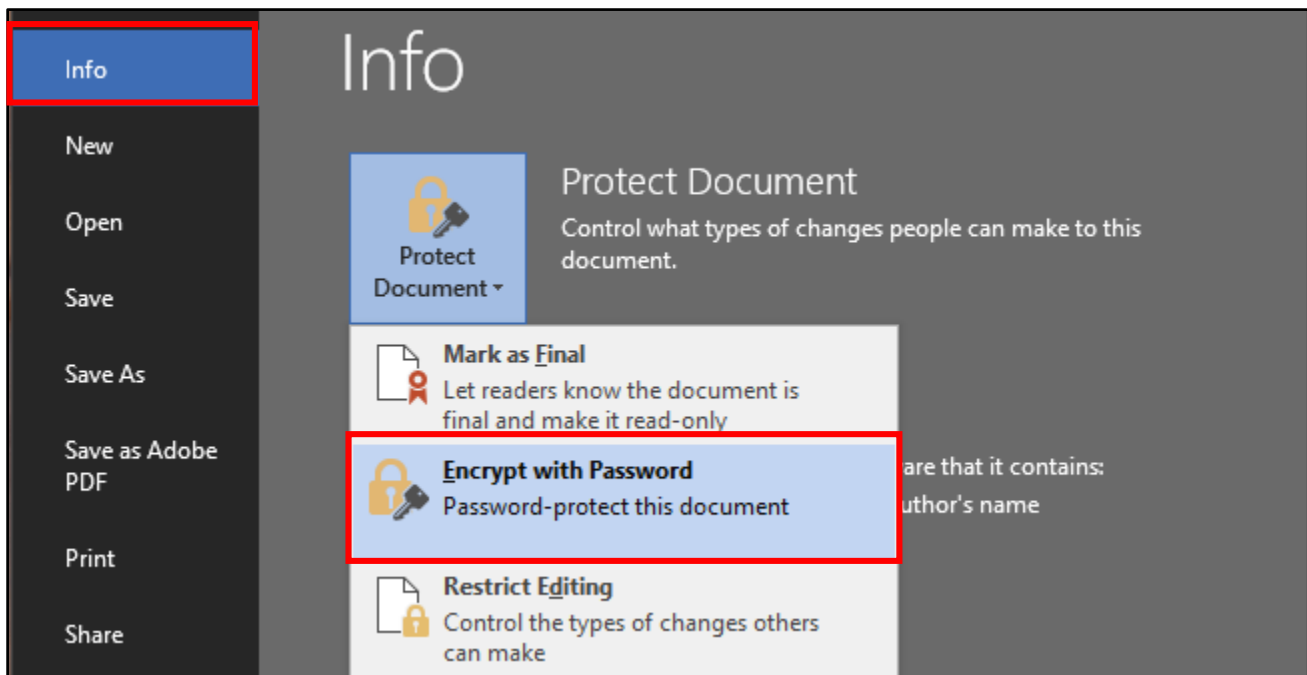 Info
New
Open
Save
Save As
Save as Adobe
PDF
Print
Share
Info
Protect
Document
Protect Document
Control what types of changes people can make to this
document.
Mark as Final
Let readers know the document is
final and make it read-only
Encrypt with Password
Password-protect this document
Restrict Editing
Control the types of changes others
can make
are that it contains:
uthor's name